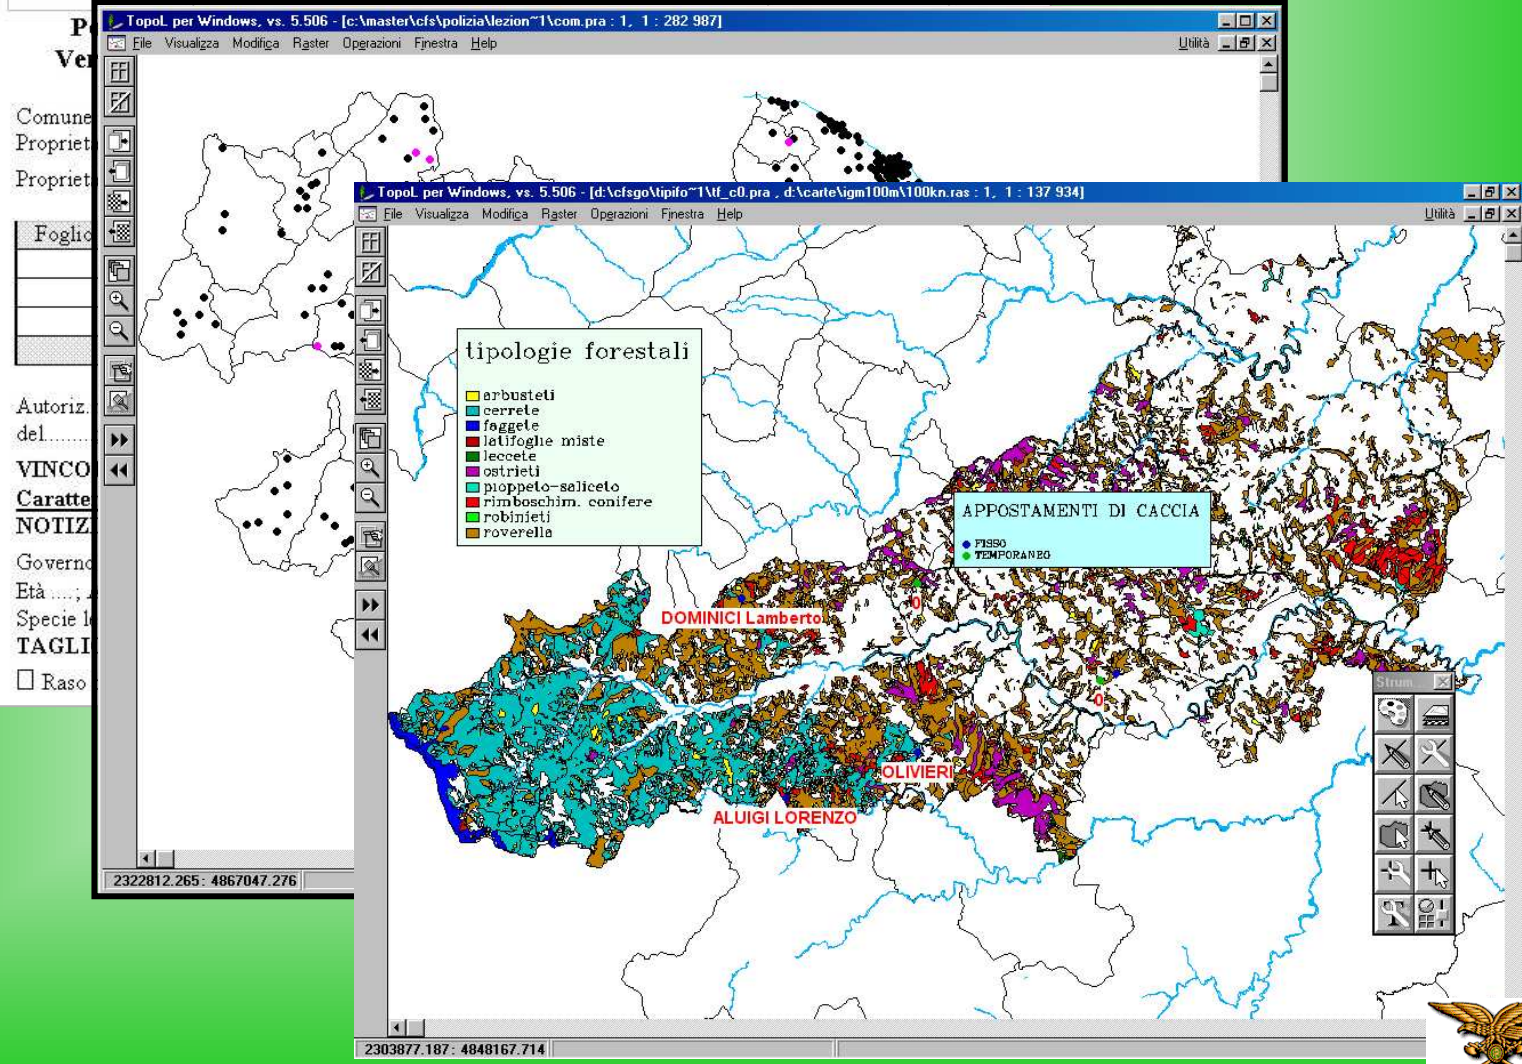 Comune
Foglio
Autoriz.
del.........
VINCO
Caratte
NOTIZ
Governo
Età ....;
Specie
TAGLI
Raso
TopoL per Windows, vs. 5.506 - [c:\master\cfs\polizia\lezion~1\com.pra : 1, 1 : 282 987]
File Visualizza Modifica Raster Operazioni Finestra Help
Utilità
2322812.265: 4867047.276
TopoL per Windows, vs. 5.506 - [d:\cfsgo\tipifo~1\tf_c0.pra , d:\carte\igm100m\100kn.ras : 1, 1 : 137 934]
File Visualizza Modifica Raster Operazioni Finestra Help
Utilità
tipologie forestali
arbusteti
cerrete
faggete
latifoglie miste
leccete
ostrieti
pioppeto-saliceto
rimboschim. conifere
robinieti
roverella
APPOSTAMENTI DI CACCIA
FISSO
TEMPORANEO
0
DOMINICI Lamberto
0
OLIVIERI
ALUIGI LORENZO
Strum
2303877.187: 4848167.714